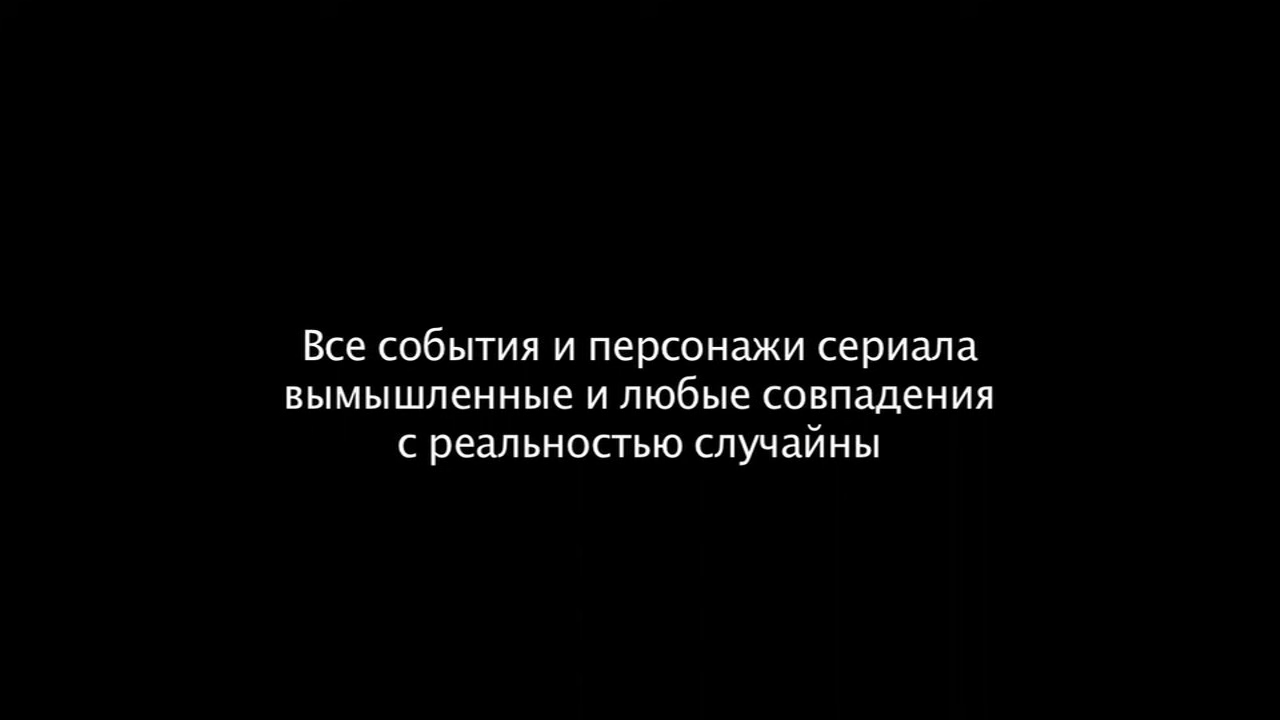 Все события и персонажи сериала
вымышленные и любые совпадения
с реальностью случайны